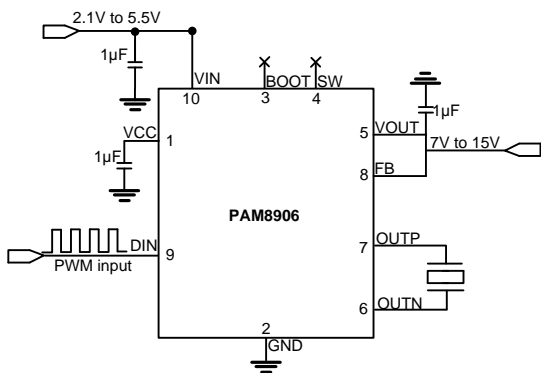 2.1V to 5.5V
1µF
VIN
10
BOOT
3
SW
4
1µF
VOUT
5
7V to 15V
FB
8
VCC
1
1µF
PAM8906
DIN
9
PWM input
OUTP
7
OUTN
6
2
GND